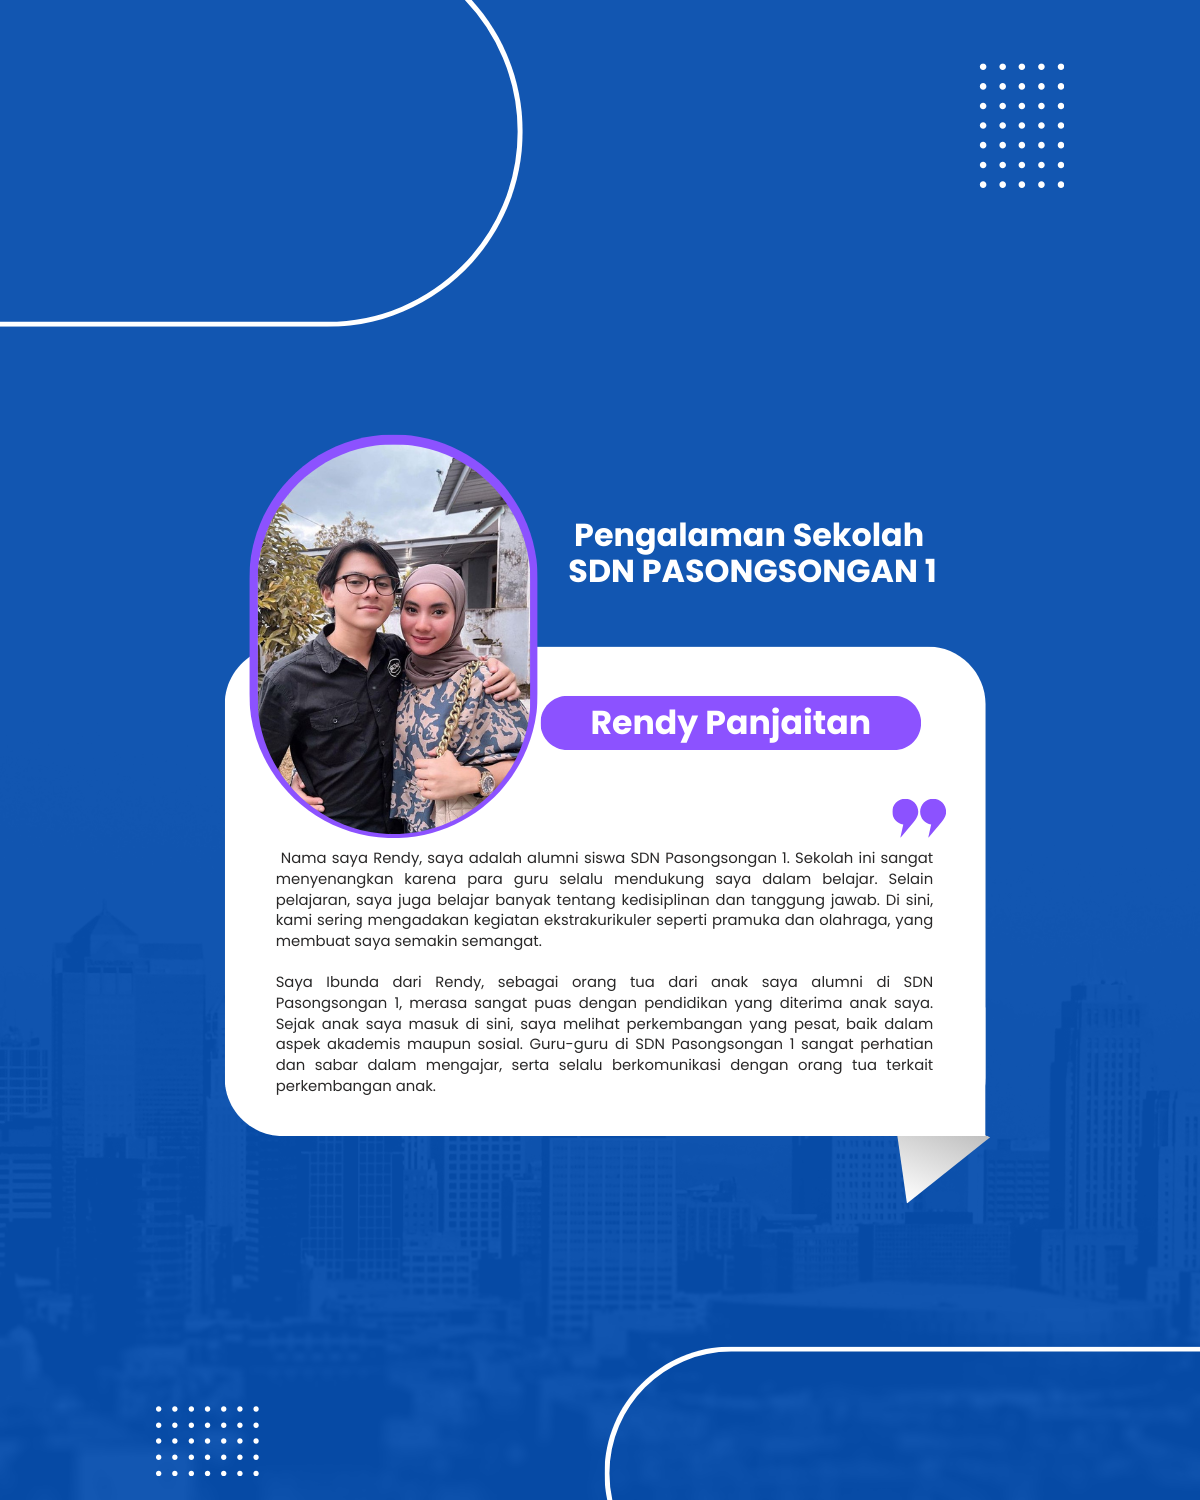 Pengalaman Sekolah
SDN PASONGSONGAN 1
Rendy Panjaitan
Nama saya Rendy, saya adalah alumni siswa SDN Pasongsongan 1. Sekolah ini sangat
menyenangkan karena para guru selalu mendukung saya dalam belajar. Selain
pelajaran, saya juga belajar banyak tentang kedisiplinan dan tanggung jawab. Di sini,
kami sering mengadakan kegiatan ekstrakurikuler seperti pramuka dan olahraga, yang
membuat saya semakin semangat.
Saya Ibunda dari Rendy, sebagai orang tua dari anak saya alumni di SDN
Pasongsongan 1, merasa sangat puas dengan pendidikan yang diterima anak saya.
Sejak anak saya masuk di sini, saya melihat perkembangan yang pesat, baik dalam
aspek akademis maupun sosial. Guru-guru di SDN Pasongsongan 1 sangat perhatian
dan sabar dalam mengajar, serta selalu berkomunikasi dengan orang tua terkait
perkembangan anak.